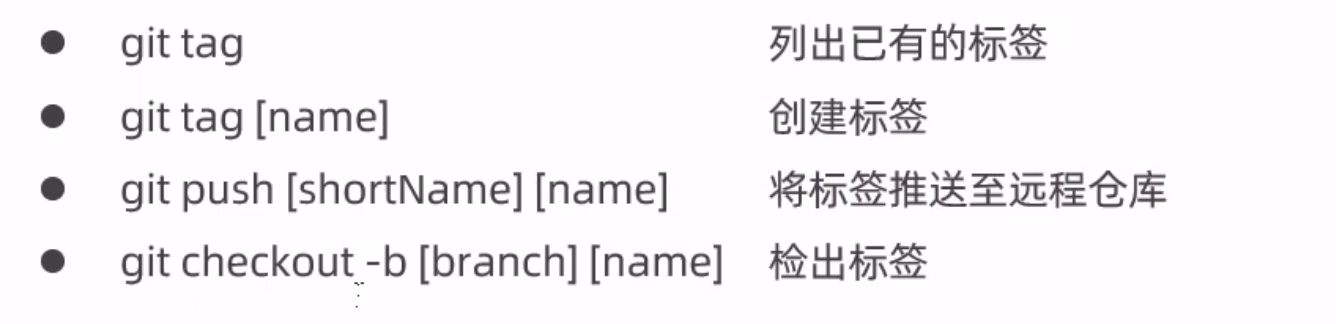 ● git tag 列出已有的标签
● git tag [name] 创建标签
● git push [shortName] [name] 将标签推送至远程仓库
● git checkout -b [branch] [name] 检出标签